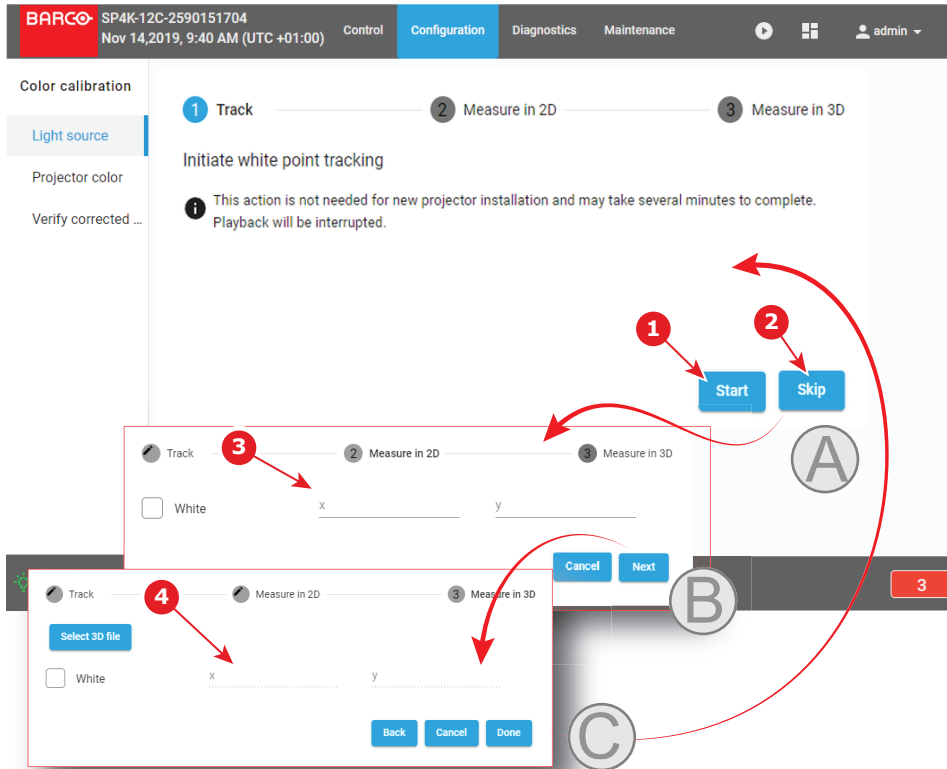 BARCO SP4K-12C-2590151704
Nov 14,2019, 9:40 AM (UTC +01:00)
Control Configuration Diagnostics Maintenance admin
Color calibration
Light source
Projector color
Verify corrected ...
1 Track 2 Measure in 2D 3 Measure in 3D
Initiate white point tracking
This action is not needed for new projector installation and may take several minutes to complete.
Playback will be interrupted.
1 2
Start Skip
A
Track 3 2 Measure in 2D 3 Measure in 3D
White x y
Cancel Next
B
3
Track 4 Measure in 2D 3 Measure in 3D
Select 3D file
White x y
Back Cancel Done
C